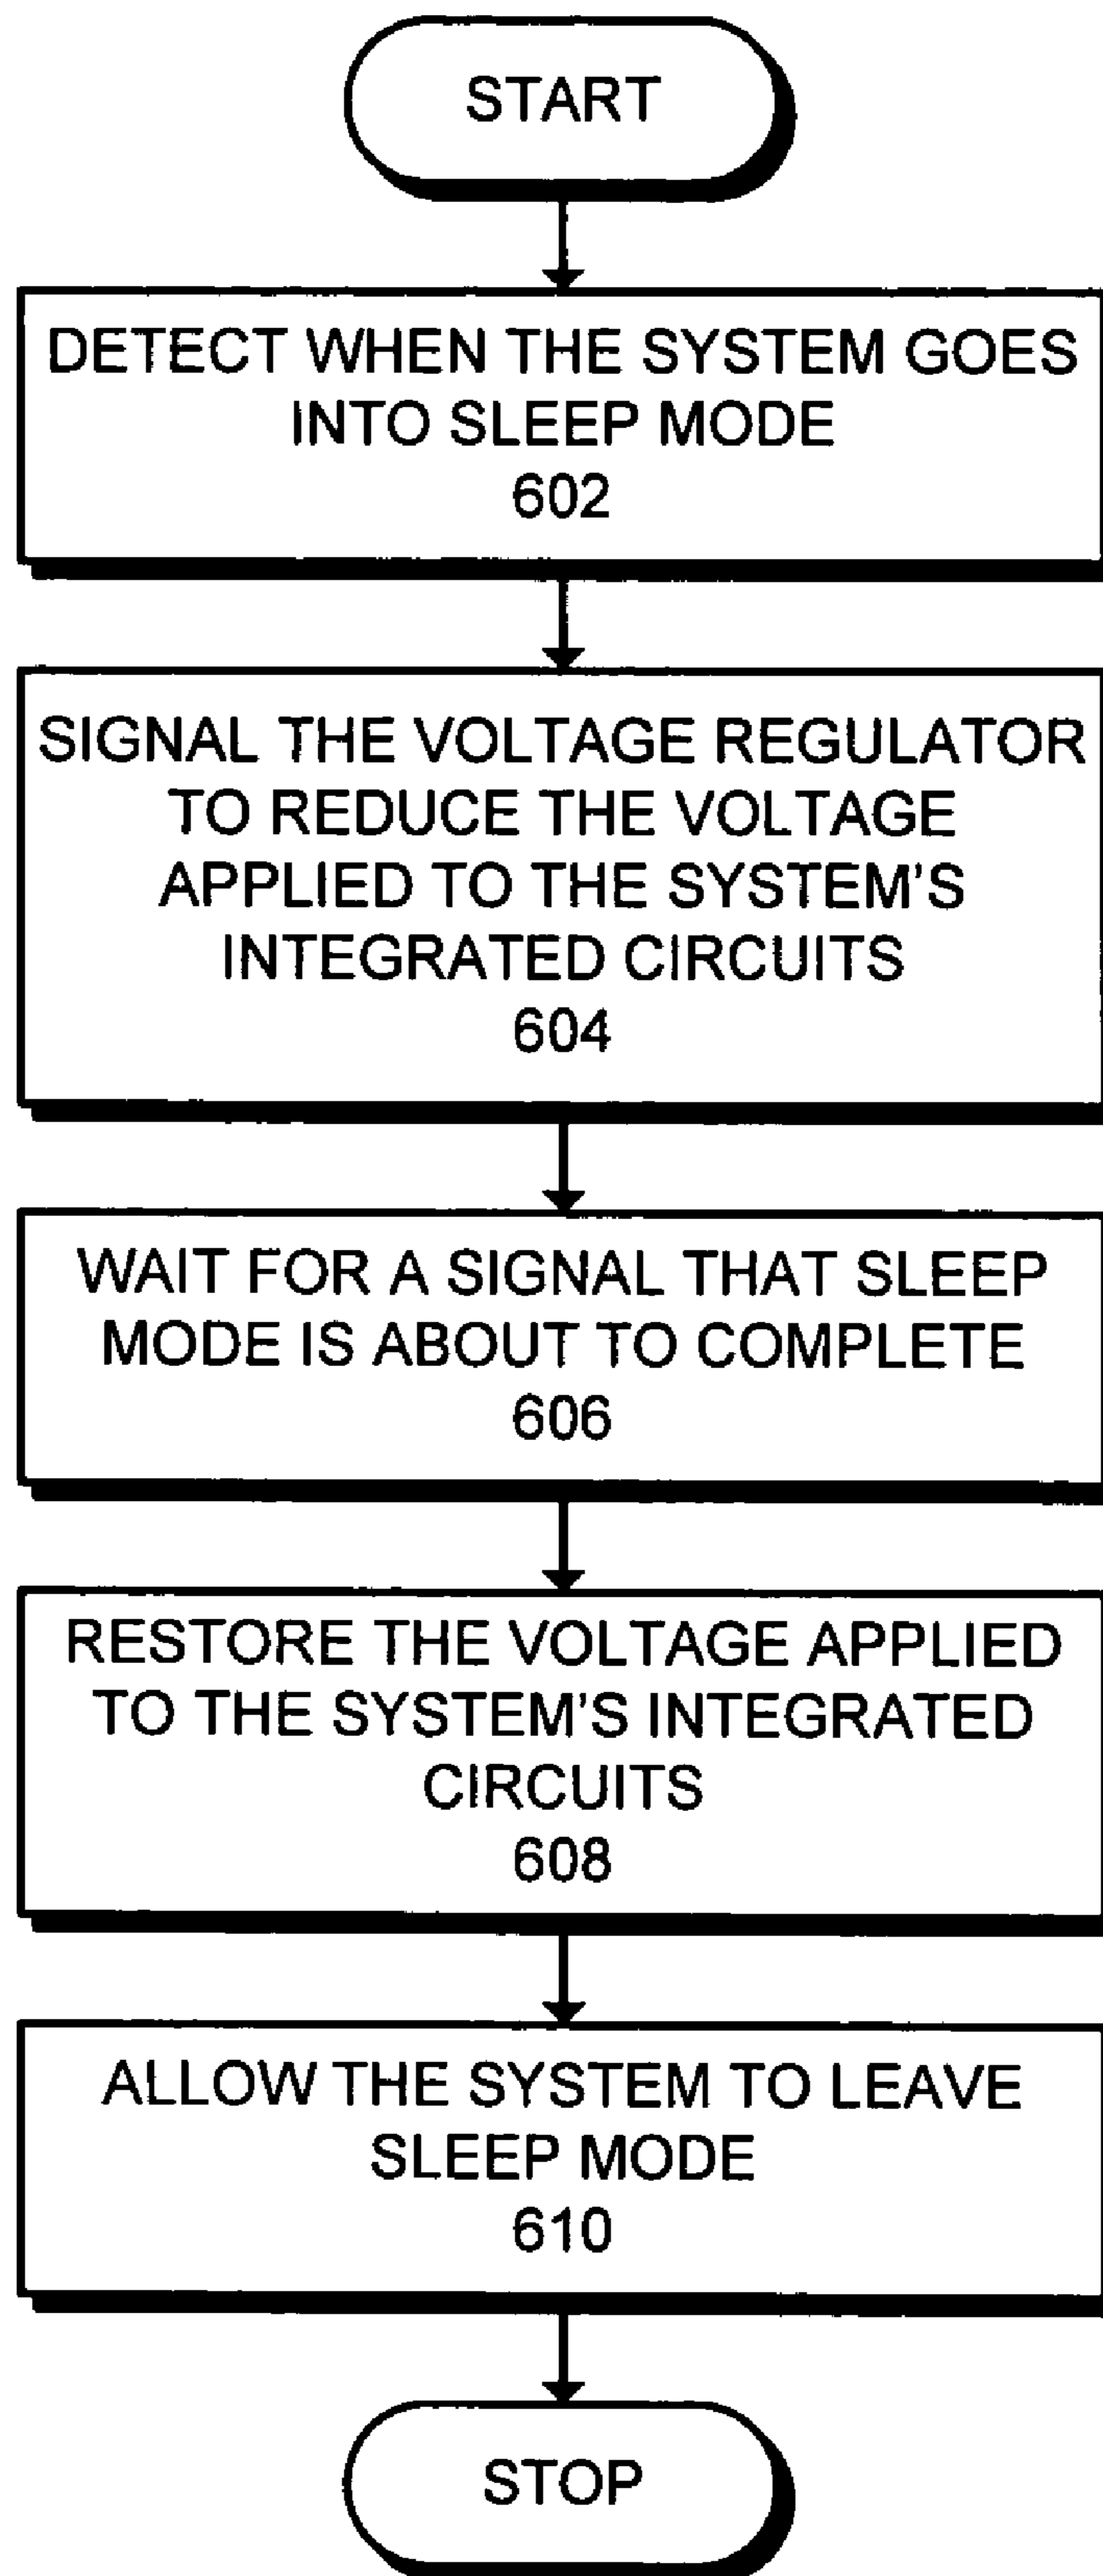 START
DETECT WHEN THE SYSTEM GOES
INTO SLEEP MODE
602
SIGNAL THE VOLTAGE REGULATOR
TO REDUCE THE VOLTAGE
APPLIED TO THE SYSTEM'S
INTEGRATED CIRCUITS
604
WAIT FOR A SIGNAL THAT SLEEP
MODE IS ABOUT TO COMPLETE
606
RESTORE THE VOLTAGE APPLIED
TO THE SYSTEM'S INTEGRATED
CIRCUITS
608
ALLOW THE SYSTEM TO LEAVE
SLEEP MODE
610
STOP